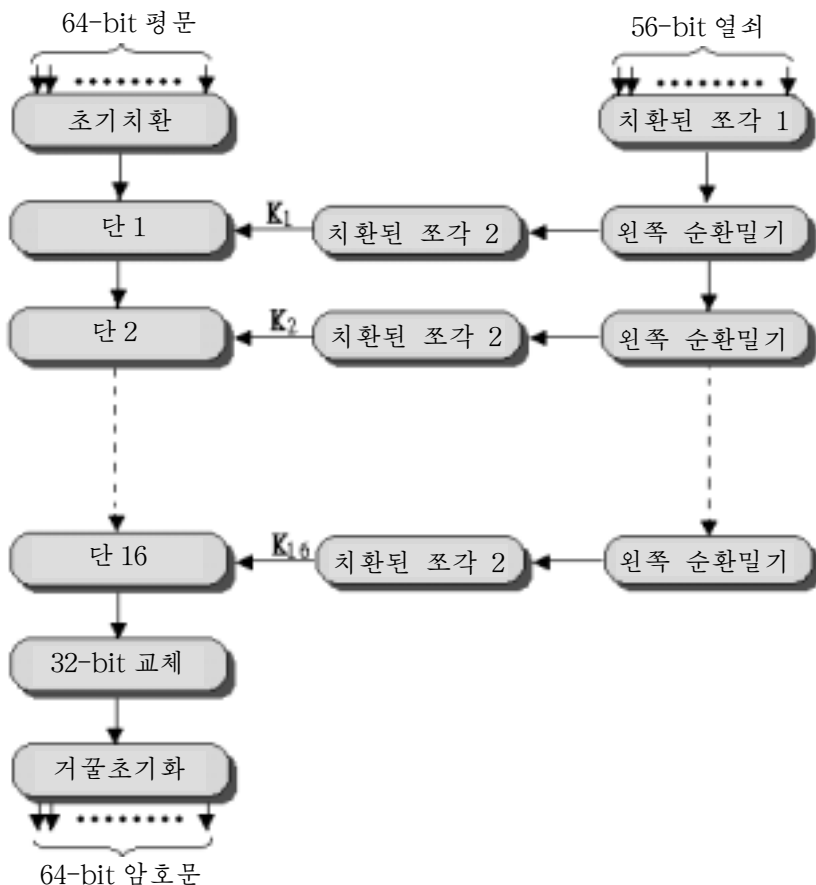 64-bit 평문
56-bit 열쇠
초기치환
치환된 쪼각 1
단 1
K1
치환된 쪼각 2
왼쪽 순환밀기
단 2
K2
치환된 쪼각 2
왼쪽 순환밀기
단 16
K16
치환된 쪼각 2
왼쪽 순환밀기
32-bit 교체
거꿀초기화
64-bit 암호문